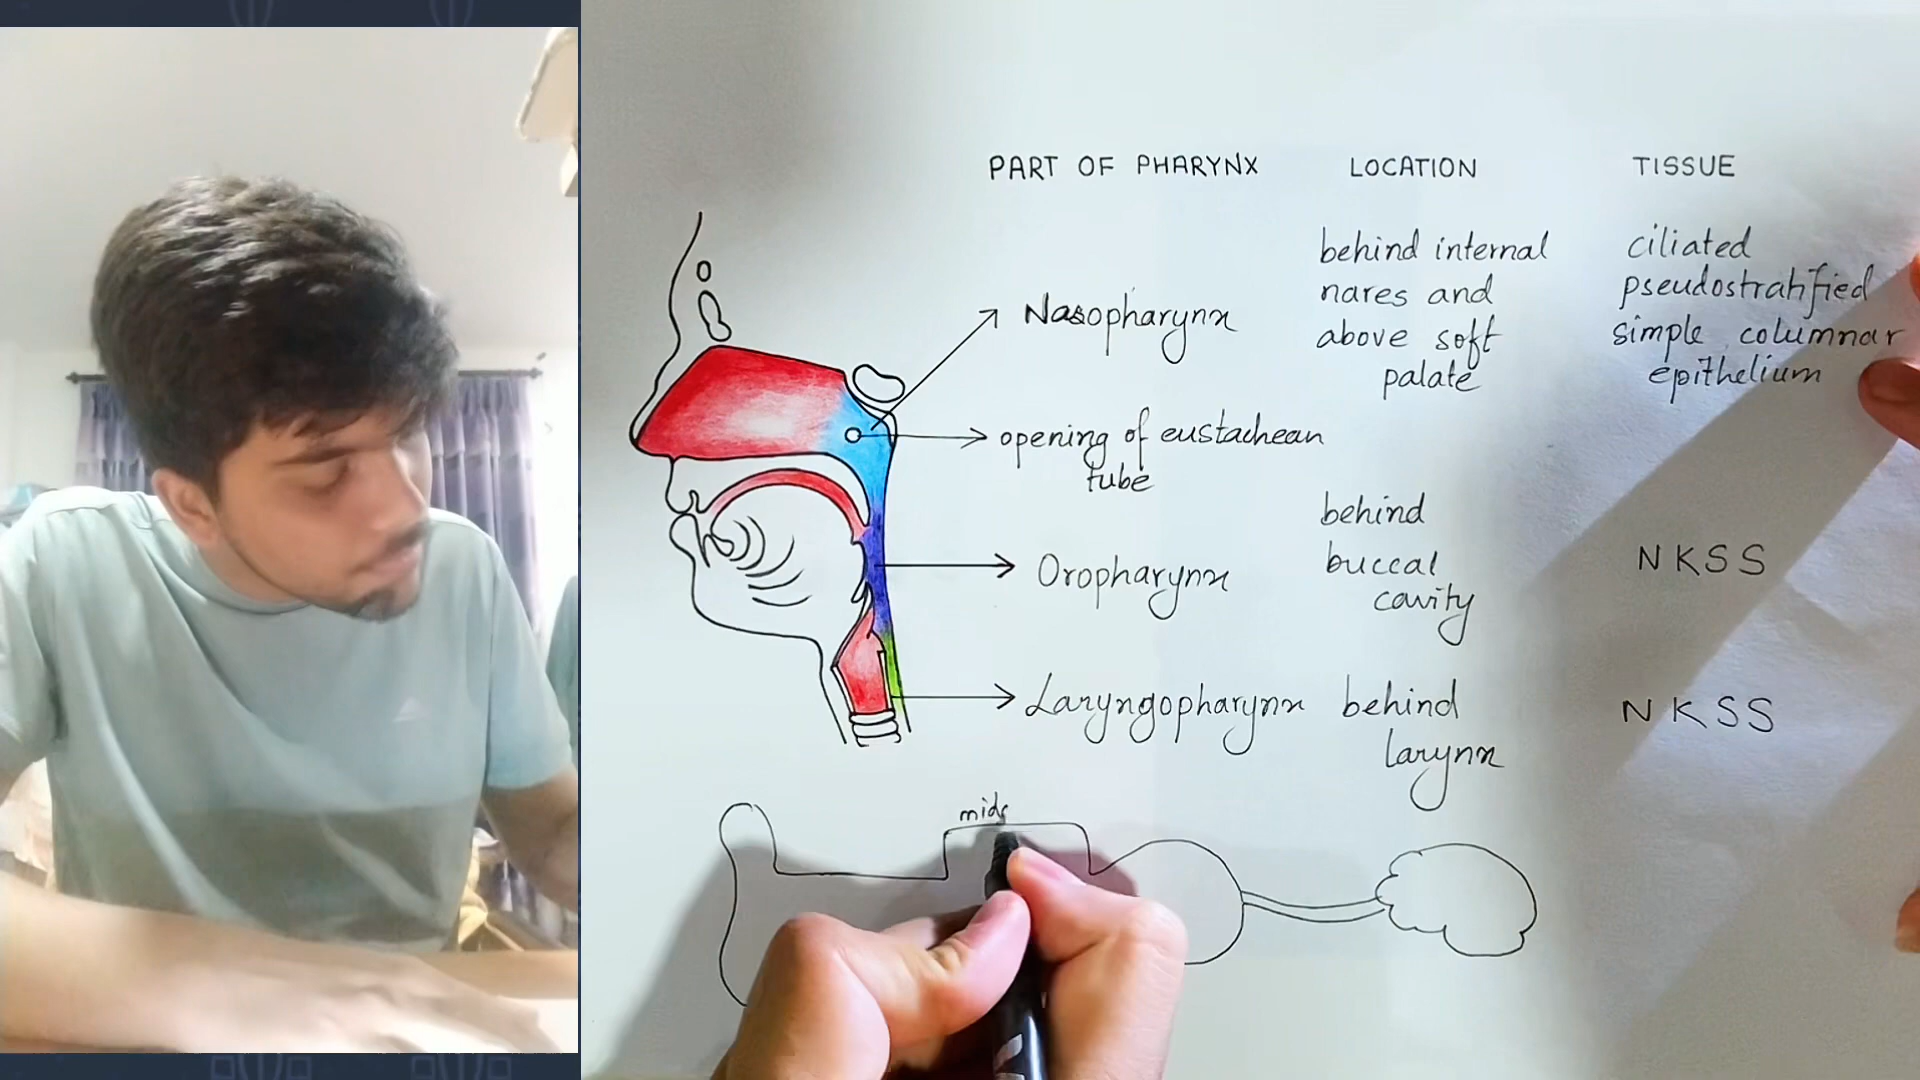 PART OF PHARYNX LOCATION TISSUE
Nasopharynx
behind internal
nares and
above soft
palate
ciliated
pseudostratified
simple columnar
epithelium
opening of eustachean
tube
Oropharynx
behind
buccal
cavity
NKSS
Laryngopharynx
behind
larynx
NKSS